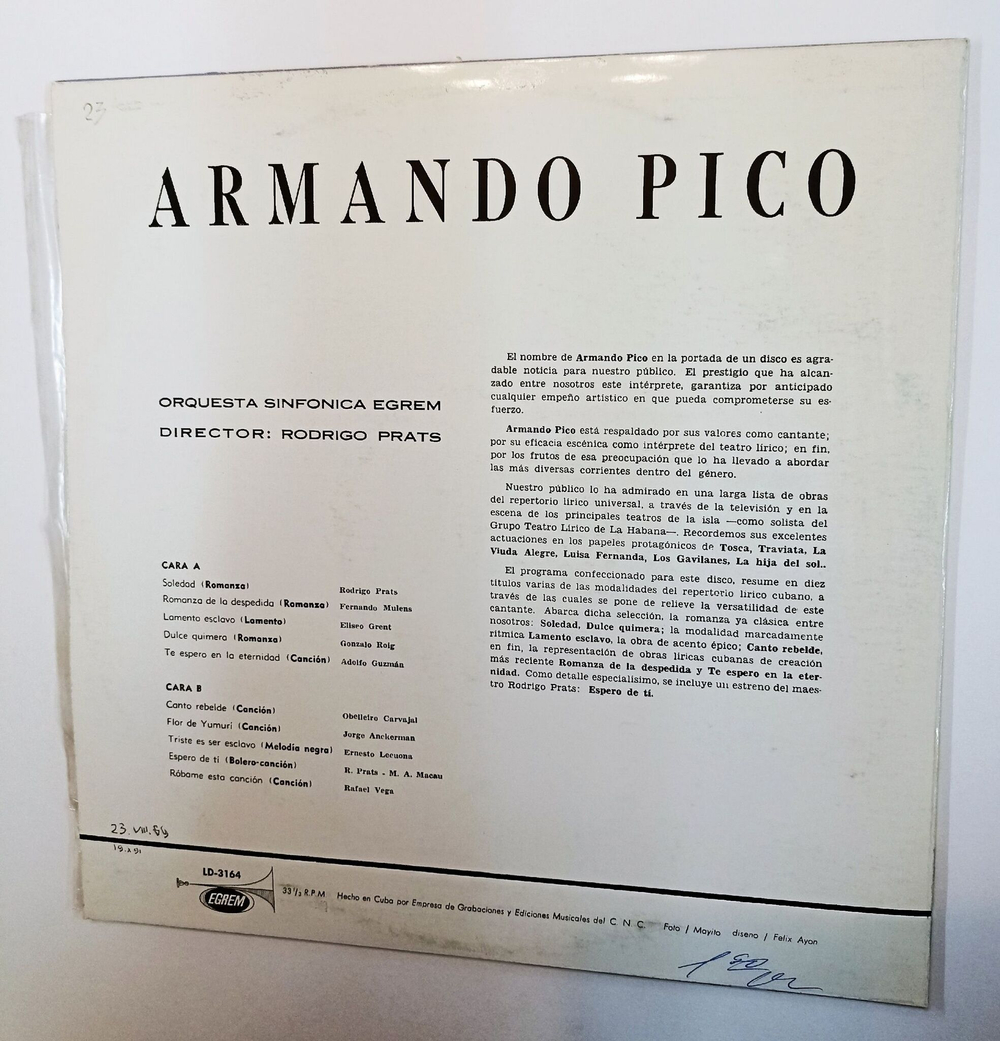 23
ARMANDO PICO
ORQUESTA SINFONICA EGREM
DIRECTOR: RODRIGO PRATS
CARA A
Soledad (Romanza) Rodrigo Prats
Romanza de la despedida (Romanza) Fernando Mulens
Lamento esclavo (Lamento) Eliseo Grent
Dulce quimera (Romanza) Gonzalo Roig
Te espero en la eternidad (Canción) Adolfo Guzmán
CARA B
Canto rebelde (Canción) Obelleiro Carvajal
Flor de Yumurí (Canción) Jorge Anckerman
Triste es ser esclavo (Melodía negra) Ernesto Lecuona
Espero de ti (Bolero-canción) R. Prats - M. A. Macau
Róbame esta canción (Canción) Rafael Vega
El nombre de Armando Pico en la portada de un disco es agra-
dable noticia para nuestro público. El prestigio que ha alcan-
zado entre nosotros este intérprete, garantiza por anticipado
cualquier empeño artístico en que pueda comprometerse su es-
fuerzo.
Armando Pico está respaldado por sus valores como cantante;
por su eficacia escénica como intérprete del teatro lírico; en fin,
por los frutos de esa preocupación que lo ha llevado a abordar
las más diversas corrientes dentro del género.
Nuestro público lo ha admirado en una larga lista de obras
del repertorio lírico universal, a través de la televisión y en la
escena de los principales teatros de la isla —como solista del
Grupo Teatro Lírico de La Habana—. Recordemos sus excelentes
actuaciones en los papeles protagónicos de Tosca, Traviata, La
Viuda Alegre, Luisa Fernanda, Los Gavilanes, La hija del sol..
El programa confeccionado para este disco, resume en diez
títulos varias de las modalidades del repertorio lírico cubano, a
través de las cuales se pone de relieve la versatilidad de este
cantante. Abarca dicha selección, la romanza ya clásica entre
nosotros: Soledad, Dulce quimera; la modalidad marcadamente
rítmica Lamento esclavo, la obra de acento épico; Canto rebelde,
en fin, la representación de obras líricas cubanas de creación
más reciente Romanza de la despedida y Te espero en la eter-
nidad. Como detalle especialísimo, se incluye un estreno del maes-
tro Rodrigo Prats: Espero de ti.
23.VIII.69
19.X 91
LD-3164
EGREM
33 1/3 R.P.M Hecho en Cuba por Empresa de Grabaciones y Ediciones Musicales del C. N. C. Foto / Mayito diseno / Felix Ayon